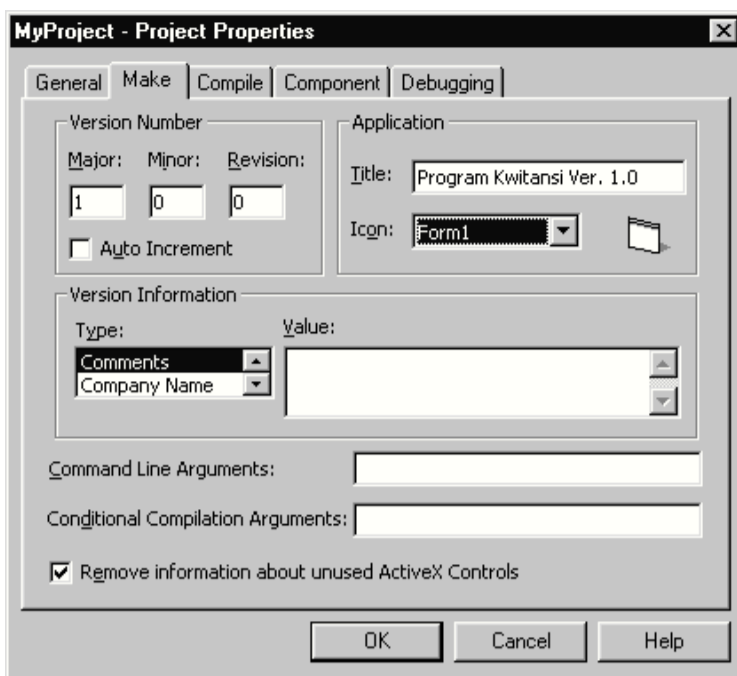 MyProject - Project Properties
General Make Compile Component Debugging
Version Number
Major: Minor: Revision:
1 0 0
Auto Increment
Application
Title: Program Kwitansi Ver. 1.0
Icon: Form1
Version Information
Type: Value:
Comments
Company Name
Command Line Arguments:
Conditional Compilation Arguments:
Remove information about unused ActiveX Controls
OK Cancel Help